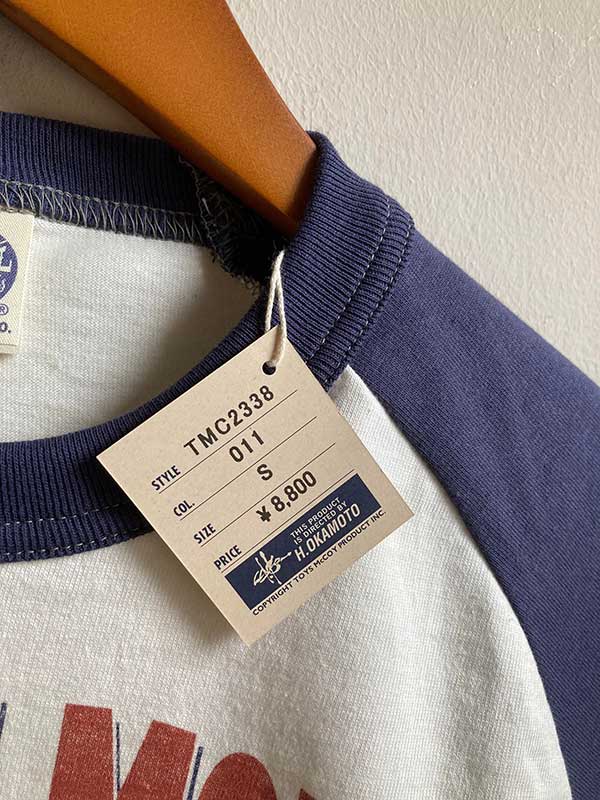 STYLE TMC2338
COL. 011
SIZE S
PRICE ¥8,800
THIS PRODUCT
IS DIRECTED BY
H.OKAMOTO
COPYRIGHT TOYS McCOY PRODUCT INC.
®
O.